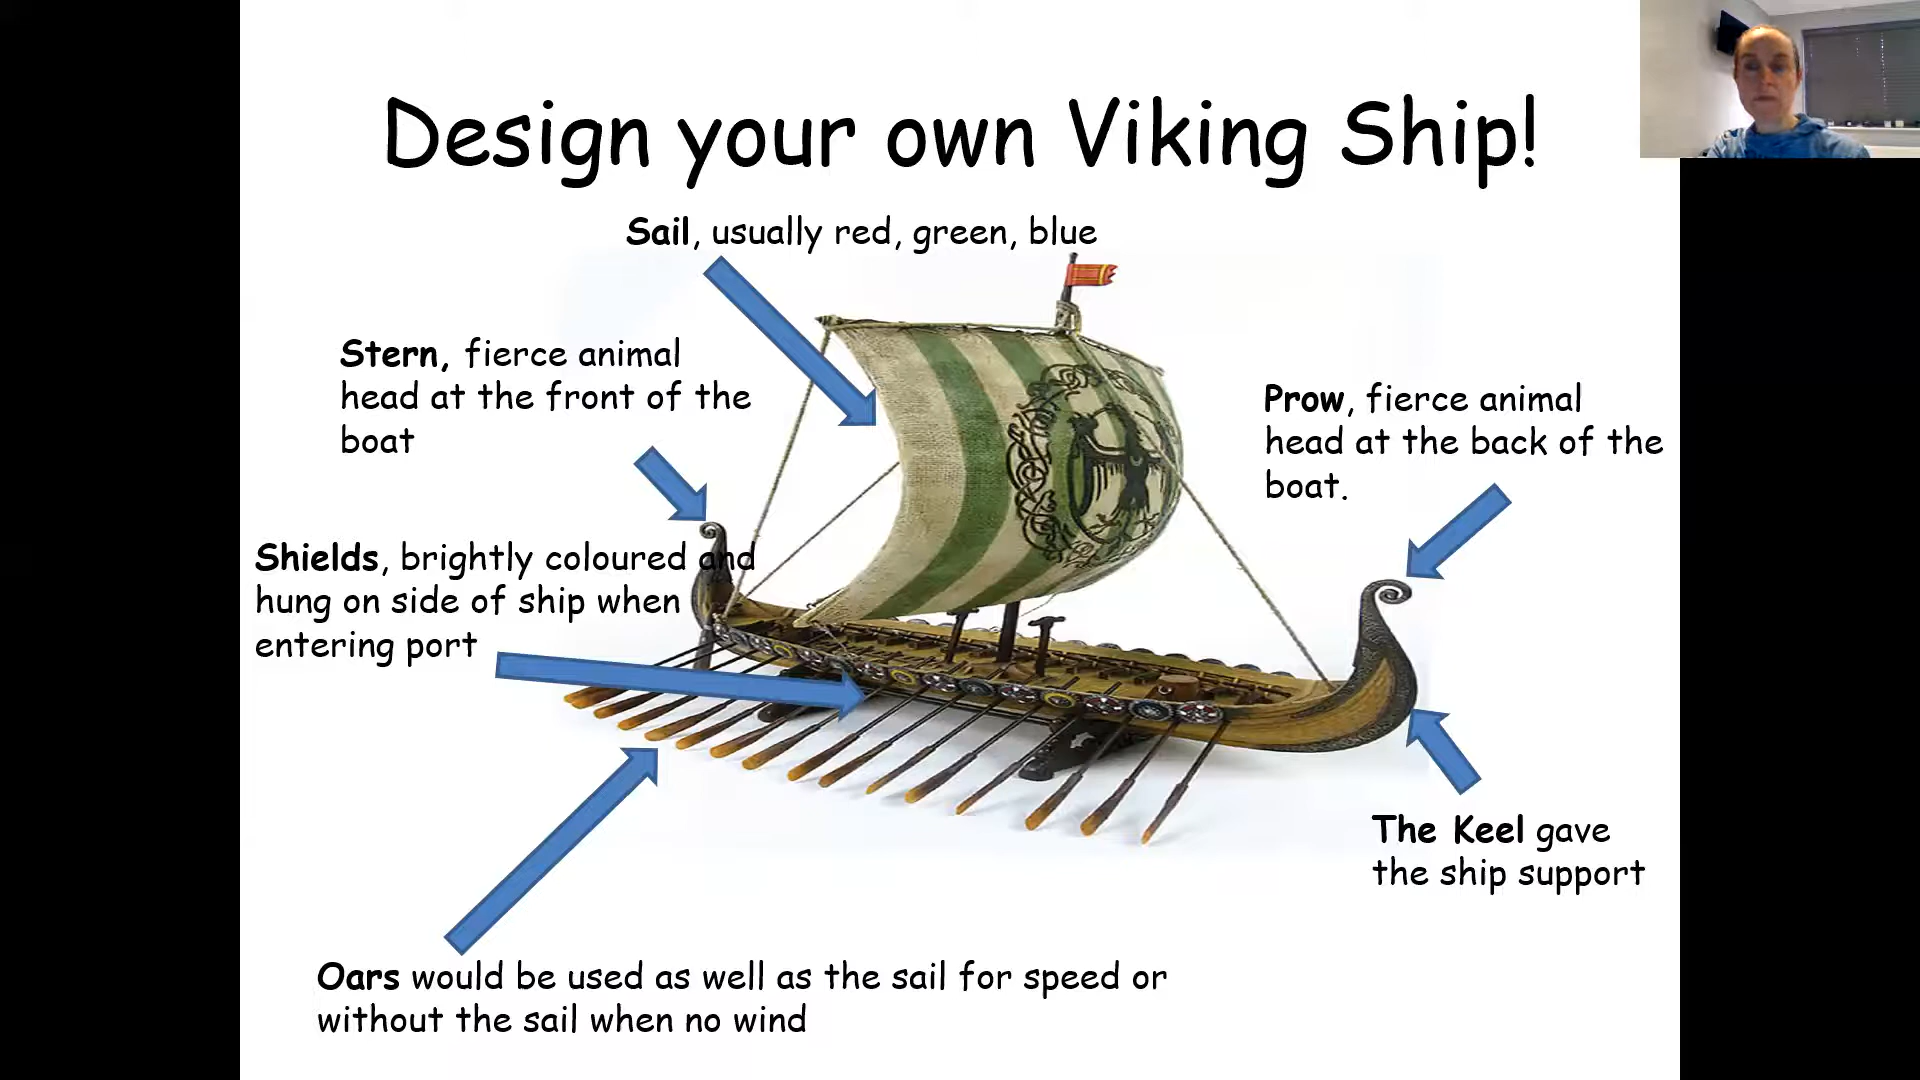 Design your own Viking Ship!
Sail, usually red, green, blue
Stern, fierce animal
head at the front of the
boat
Prow, fierce animal
head at the back of the
boat.
Shields, brightly coloured and
hung on side of ship when
entering port
The Keel gave
the ship support
Oars would be used as well as the sail for speed or
without the sail when no wind